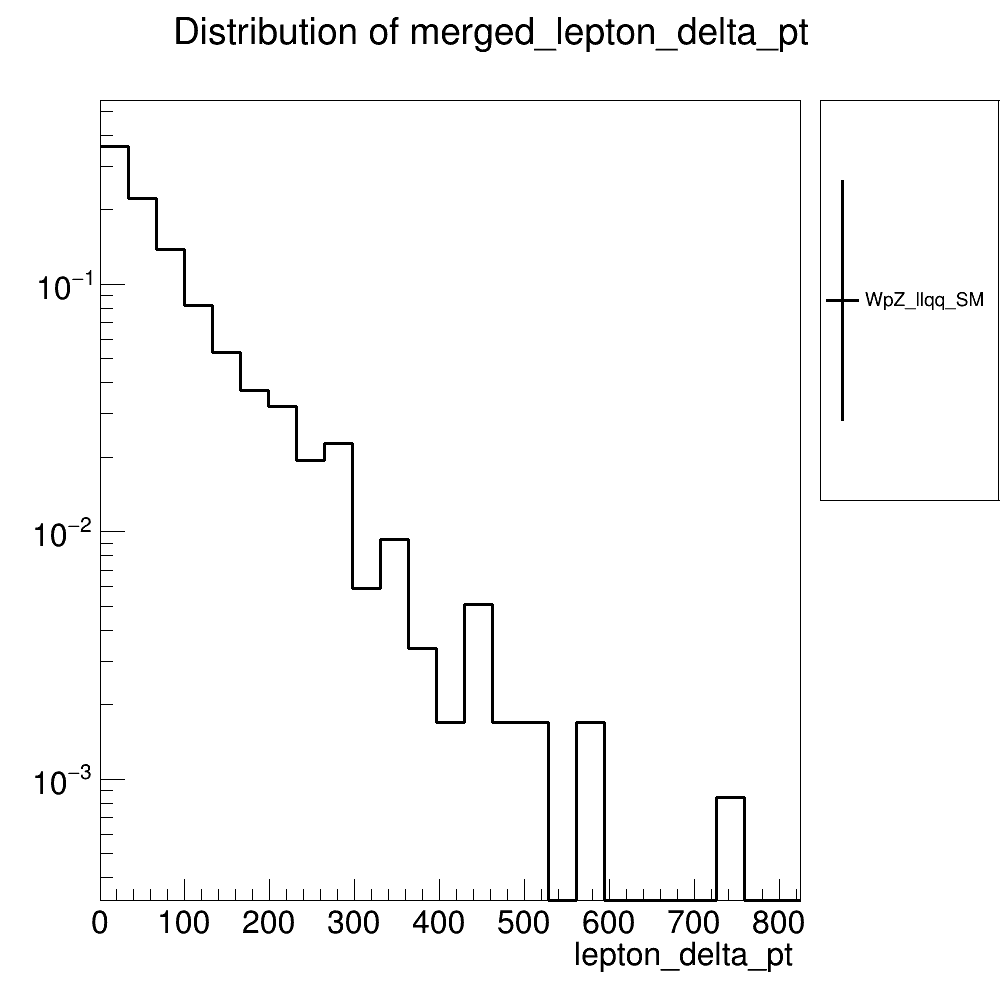 Distribution of merged_lepton_delta_pt
10⁻¹
10⁻²
10⁻³
WpZ_llqq_SM
0 100 200 300 400 500 600 700 800
lepton_delta_pt